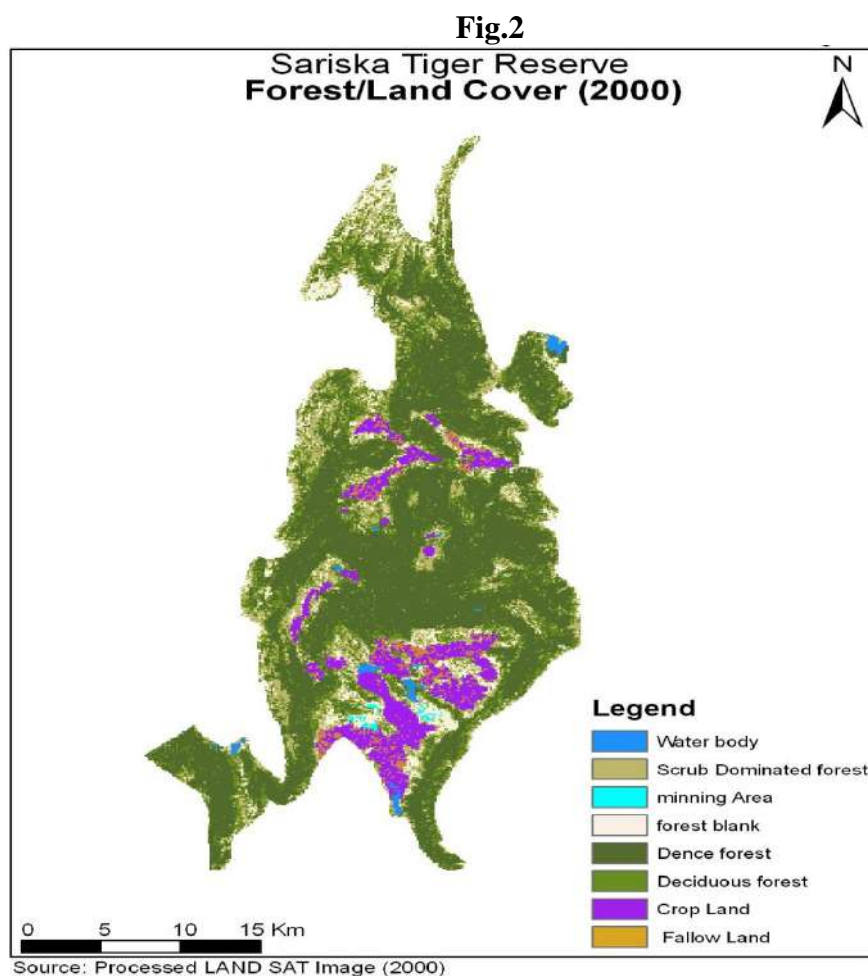 Fig.2
Sariska Tiger Reserve
Forest/Land Cover (2000)
N
Legend
Water body
Scrub Dominated forest
minning Area
forest blank
Dence forest
Deciduous forest
Crop Land
Fallow Land
0 5 10 15 Km
Source: Processed LAND SAT Image (2000)